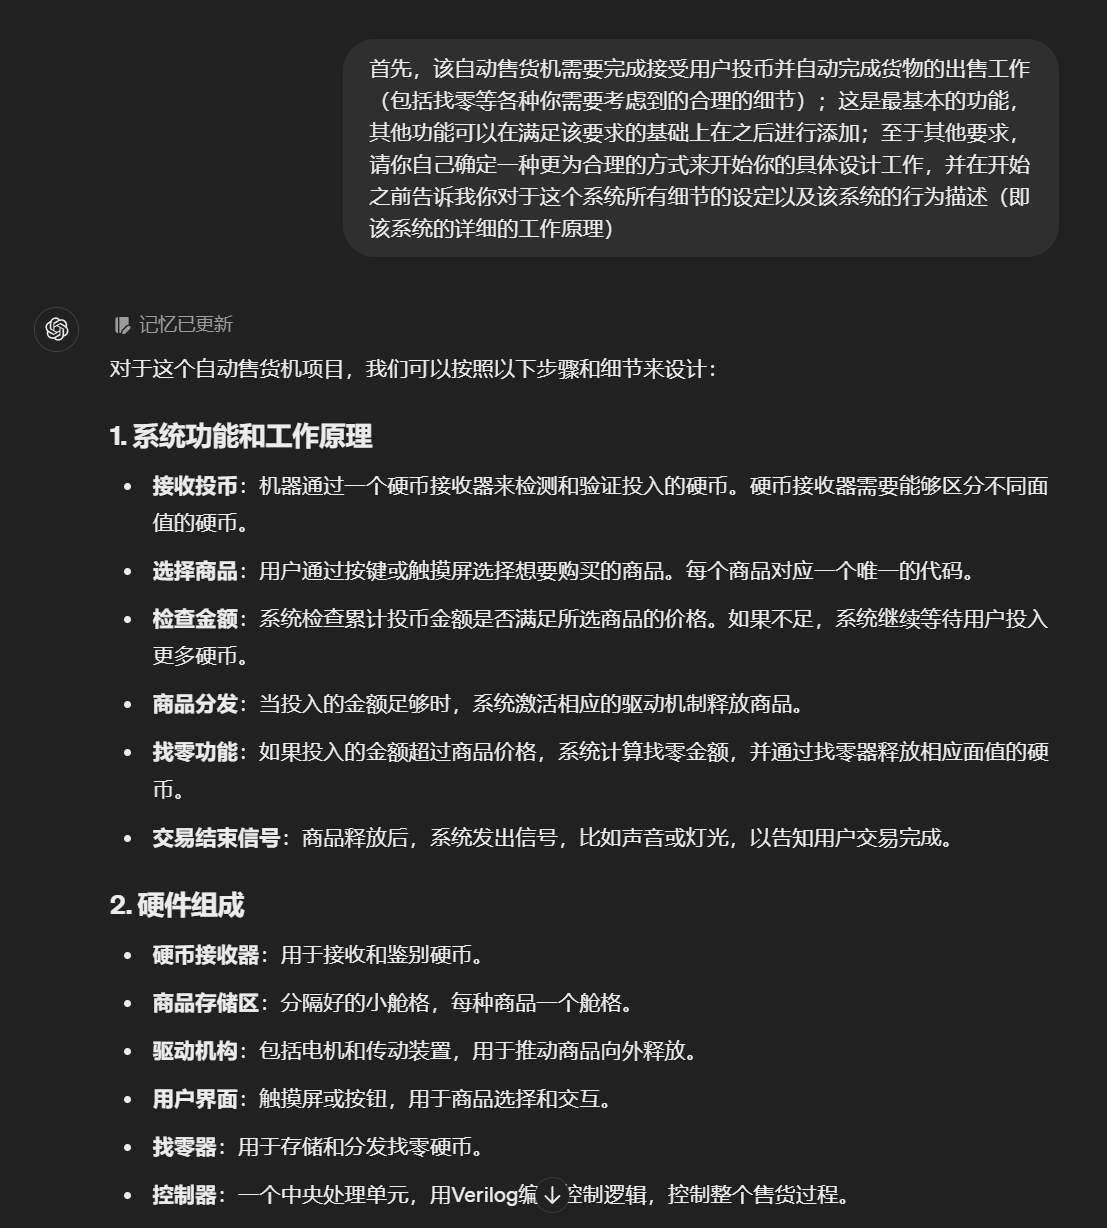 首先，该自动售货机需要完成接受用户投币并自动完成货物的出售工作
（包括找零等各种你需要考虑到的合理的细节）；这是最基本的功能，
其他功能可以在满足该要求的基础上在之后进行添加；至于其他要求，
请你自己确定一种更为合理的方式来开始你的具体设计工作，并在开始
之前告诉我你对于这个系统所有细节的设定以及该系统的行为描述（即
该系统的详细的工作原理）
记忆已更新
对于这个自动售货机项目，我们可以按照以下步骤和细节来设计：
1. 系统功能和工作原理
• 接收投币：机器通过一个硬币接收器来检测和验证投入的硬币。硬币接收器需要能够区分不同面
值的硬币。
• 选择商品：用户通过按键或触摸屏选择想要购买的商品。每个商品对应一个唯一的代码。
• 检查金额：系统检查累计投币金额是否满足所选商品的价格。如果不足，系统继续等待用户投入
更多硬币。
• 商品分发：当投入的金额足够时，系统激活相应的驱动机制释放商品。
• 找零功能：如果投入的金额超过商品价格，系统计算找零金额，并通过找零器释放相应面值的硬
币。
• 交易结束信号：商品释放后，系统发出信号，比如声音或灯光，以告知用户交易完成。
2. 硬件组成
• 硬币接收器：用于接收和鉴别硬币。
• 商品存储区：分隔好的小舱格，每种商品一个舱格。
• 驱动机构：包括电机和传动装置，用于推动商品向外释放。
• 用户界面：触摸屏或按钮，用于商品选择和交互。
• 找零器：用于存储和分发找零硬币。
• 控制器：一个中央处理单元，用Verilog编控制逻辑，控制整个售货过程。